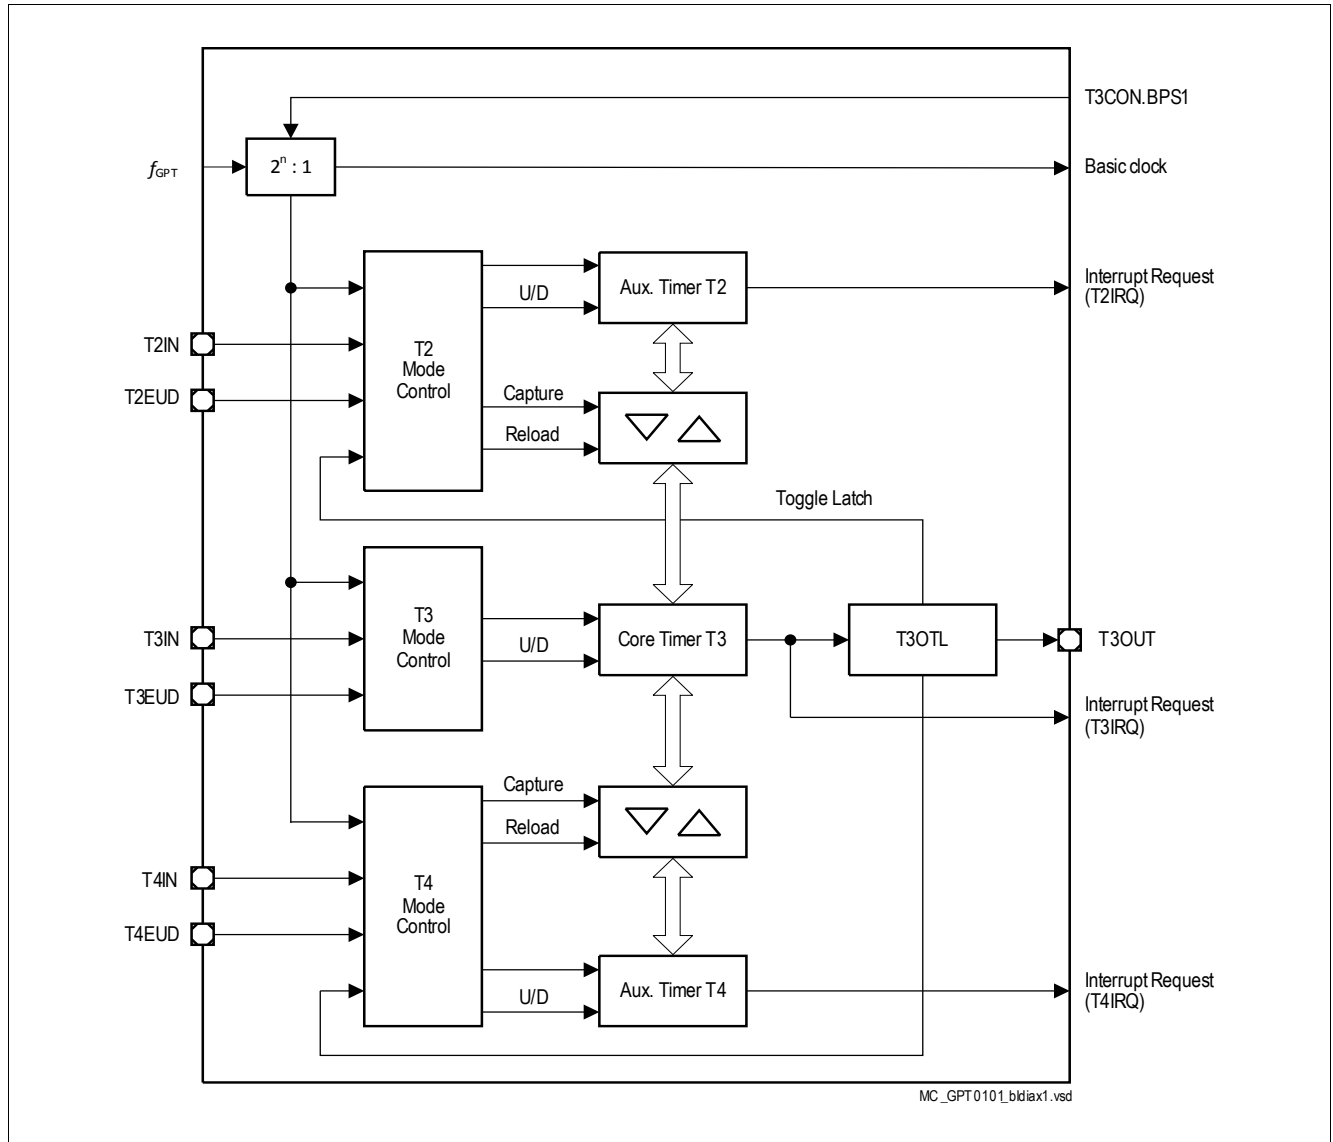 T3CON.BPS1
fGPT
2ⁿ : 1
Basic clock
Aux. Timer T2
Interrupt Request
(T2IRQ)
U/D
T2IN
T2
Mode
Control
T2EUD
Capture
Reload
Toggle Latch
T3
Mode
Control
T3IN
U/D
Core Timer T3
T3OTL
T3OUT
T3EUD
Interrupt Request
(T3IRQ)
Capture
Reload
T4IN
T4
Mode
Control
T4EUD
U/D
Aux. Timer T4
Interrupt Request
(T4IRQ)
MC_GPT0101_bldiax1.vsd